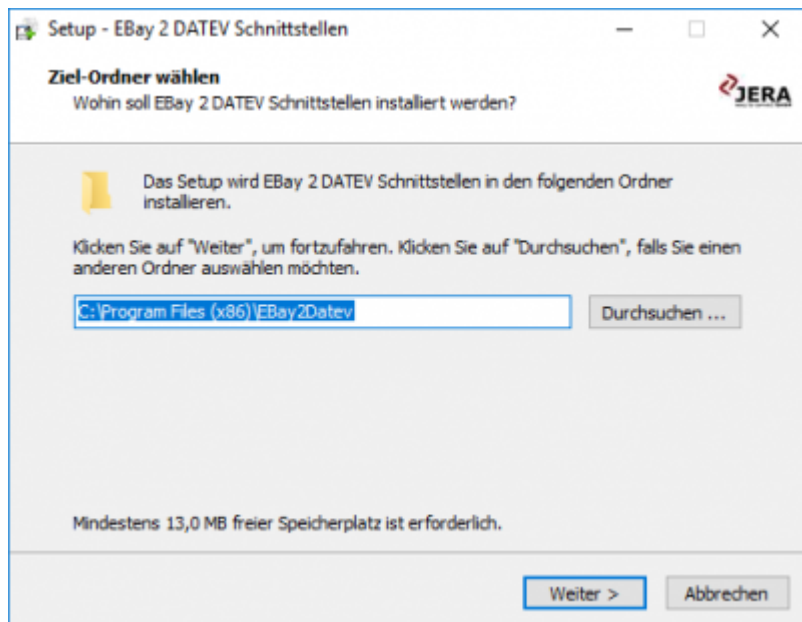 Setup - EBay 2 DATEV Schnittstellen
Ziel-Ordner wählen
Wohin soll EBay 2 DATEV Schnittstellen installiert werden?
JERA
Das Setup wird EBay 2 DATEV Schnittstellen in den folgenden Ordner
installieren.
Klicken Sie auf "Weiter", um fortzufahren. Klicken Sie auf "Durchsuchen", falls Sie einen
anderen Ordner auswählen möchten.
C:\Program Files (x86)\EBay2Datev
Durchsuchen ...
Mindestens 13,0 MB freier Speicherplatz ist erforderlich.
Weiter >
Abbrechen